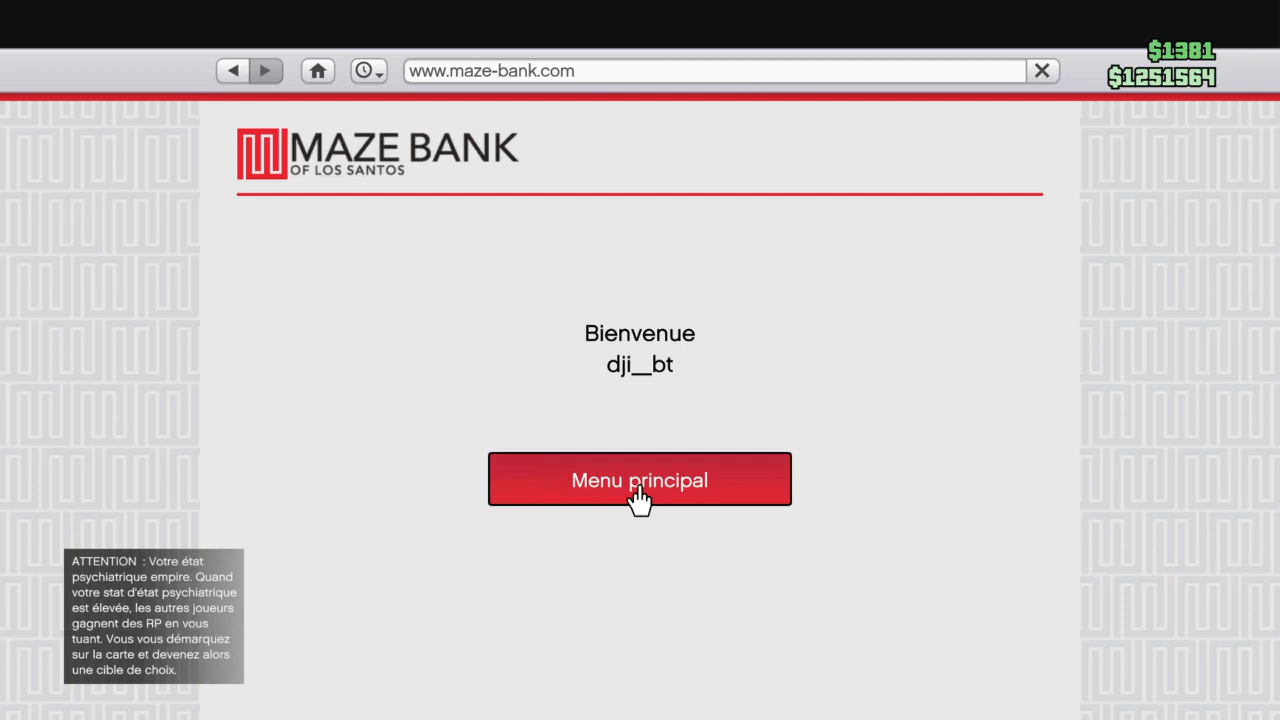 www.maze-bank.com
$1381
$1251564
MAZE BANK
OF LOS SANTOS
Bienvenue
dji__bt
Menu principal
ATTENTION : Votre état
psychiatrique empire. Quand
votre stat d'état psychiatrique
est élevée, les autres joueurs
gagnent des RP en vous
tuant. Vous vous démarquez
sur la carte et devenez alors
une cible de choix.